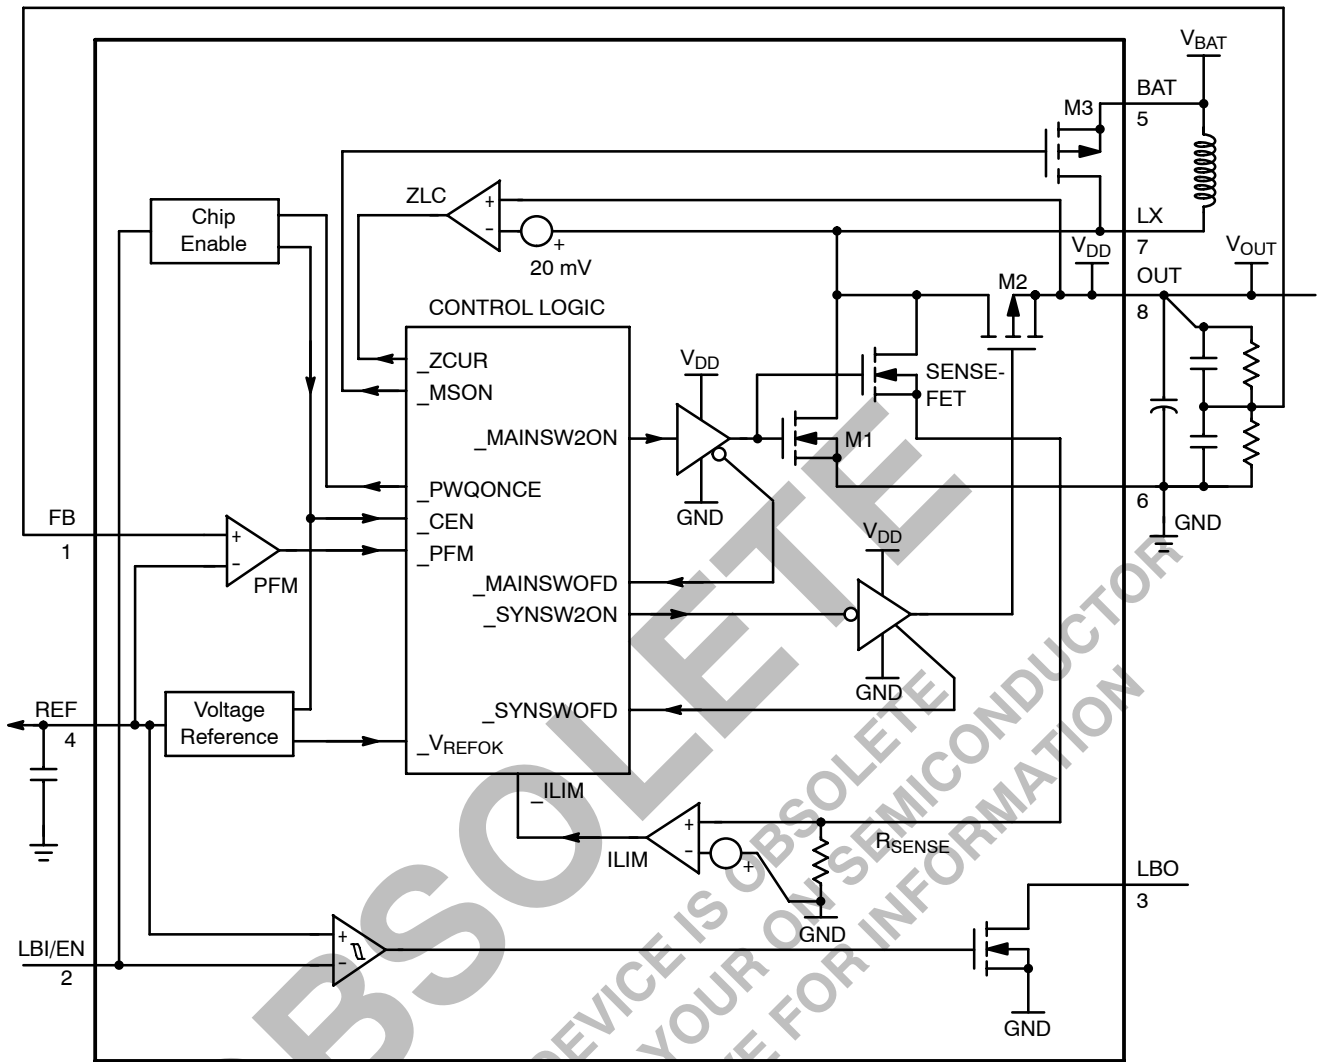 VBAT
BAT
5
M3
ZLC
+
-
+
20 mV
LX
7
VDD
VOUT
OUT
8
M2
Chip
Enable
CONTROL LOGIC
_ZCUR
_MSON
_MAINSW2ON
_PWQONCE
_CEN
_PFM
_MAINSWOFD
_SYNSW2ON
_SYNSWOFD
_VREFOK
_ILIM
VDD
GND
SENSE-
FET
M1
6
GND
FB
1
+
-
PFM
VDD
GND
REF
4
Voltage
Reference
+
-
+
ILIM
RSENSE
GND
LBO
3
LBI/EN
2
+
-
GND
OBSOLETE
DEVICE IS OBSOLETE
YOUR ON SEMICONDUCTOR
FOR INFORMATION